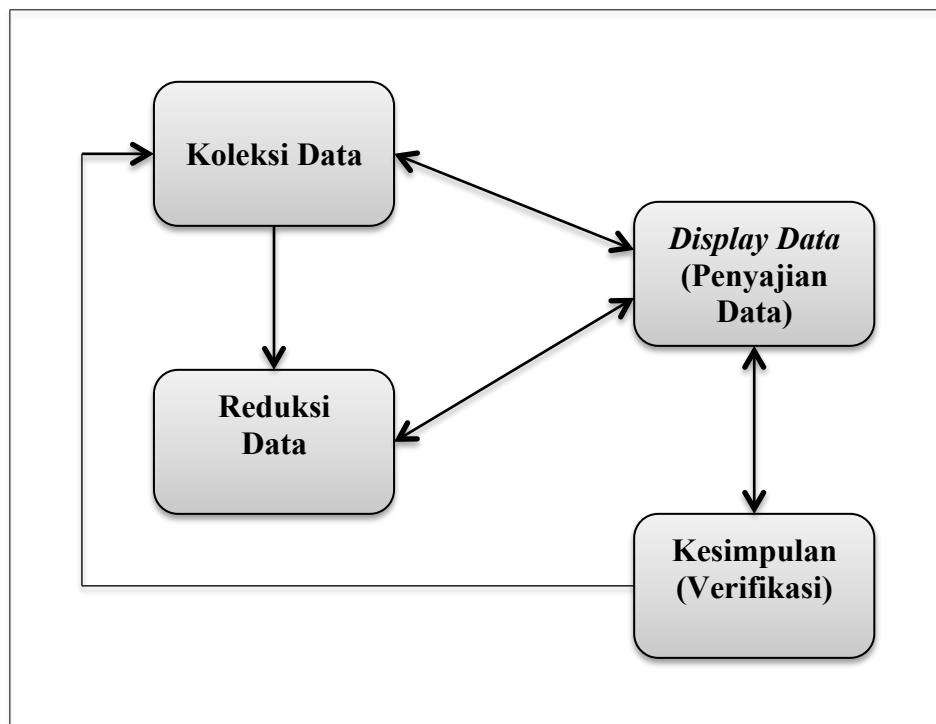 Koleksi Data
Display Data
(Penyajian
Data)
Reduksi
Data
Kesimpulan
(Verifikasi)